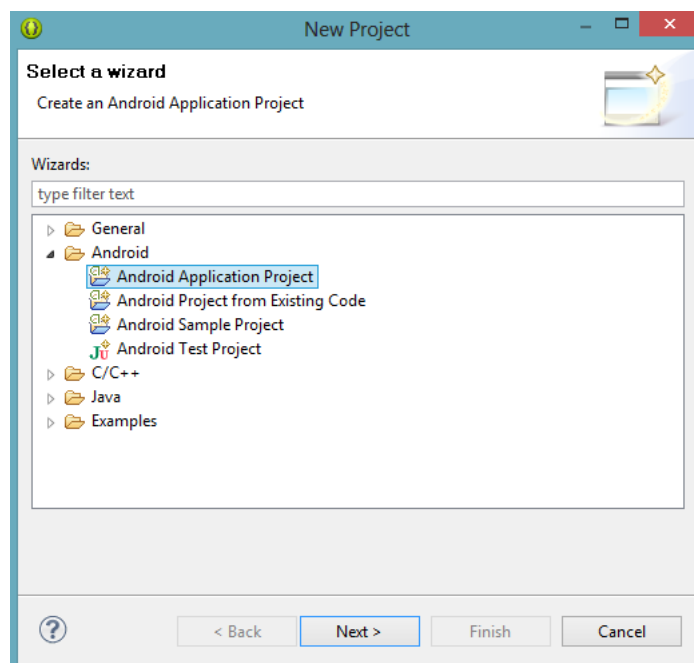 New Project
Select a wizard
Create an Android Application Project
Wizards:
type filter text
General
Android
Android Application Project
Android Project from Existing Code
Android Sample Project
Android Test Project
C/C++
Java
Examples
< Back Next > Finish Cancel